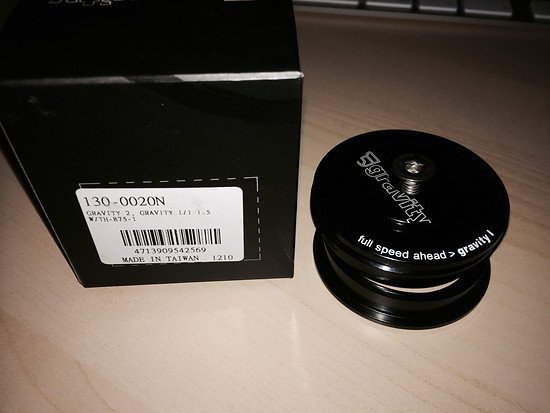 130-0020N
GRAVITY 2, GRAVITY 1/1-1.5
W/TH-875-1
4713909542569
MADE IN TAIWAN 1210
gravity
full speed ahead > gravity 1